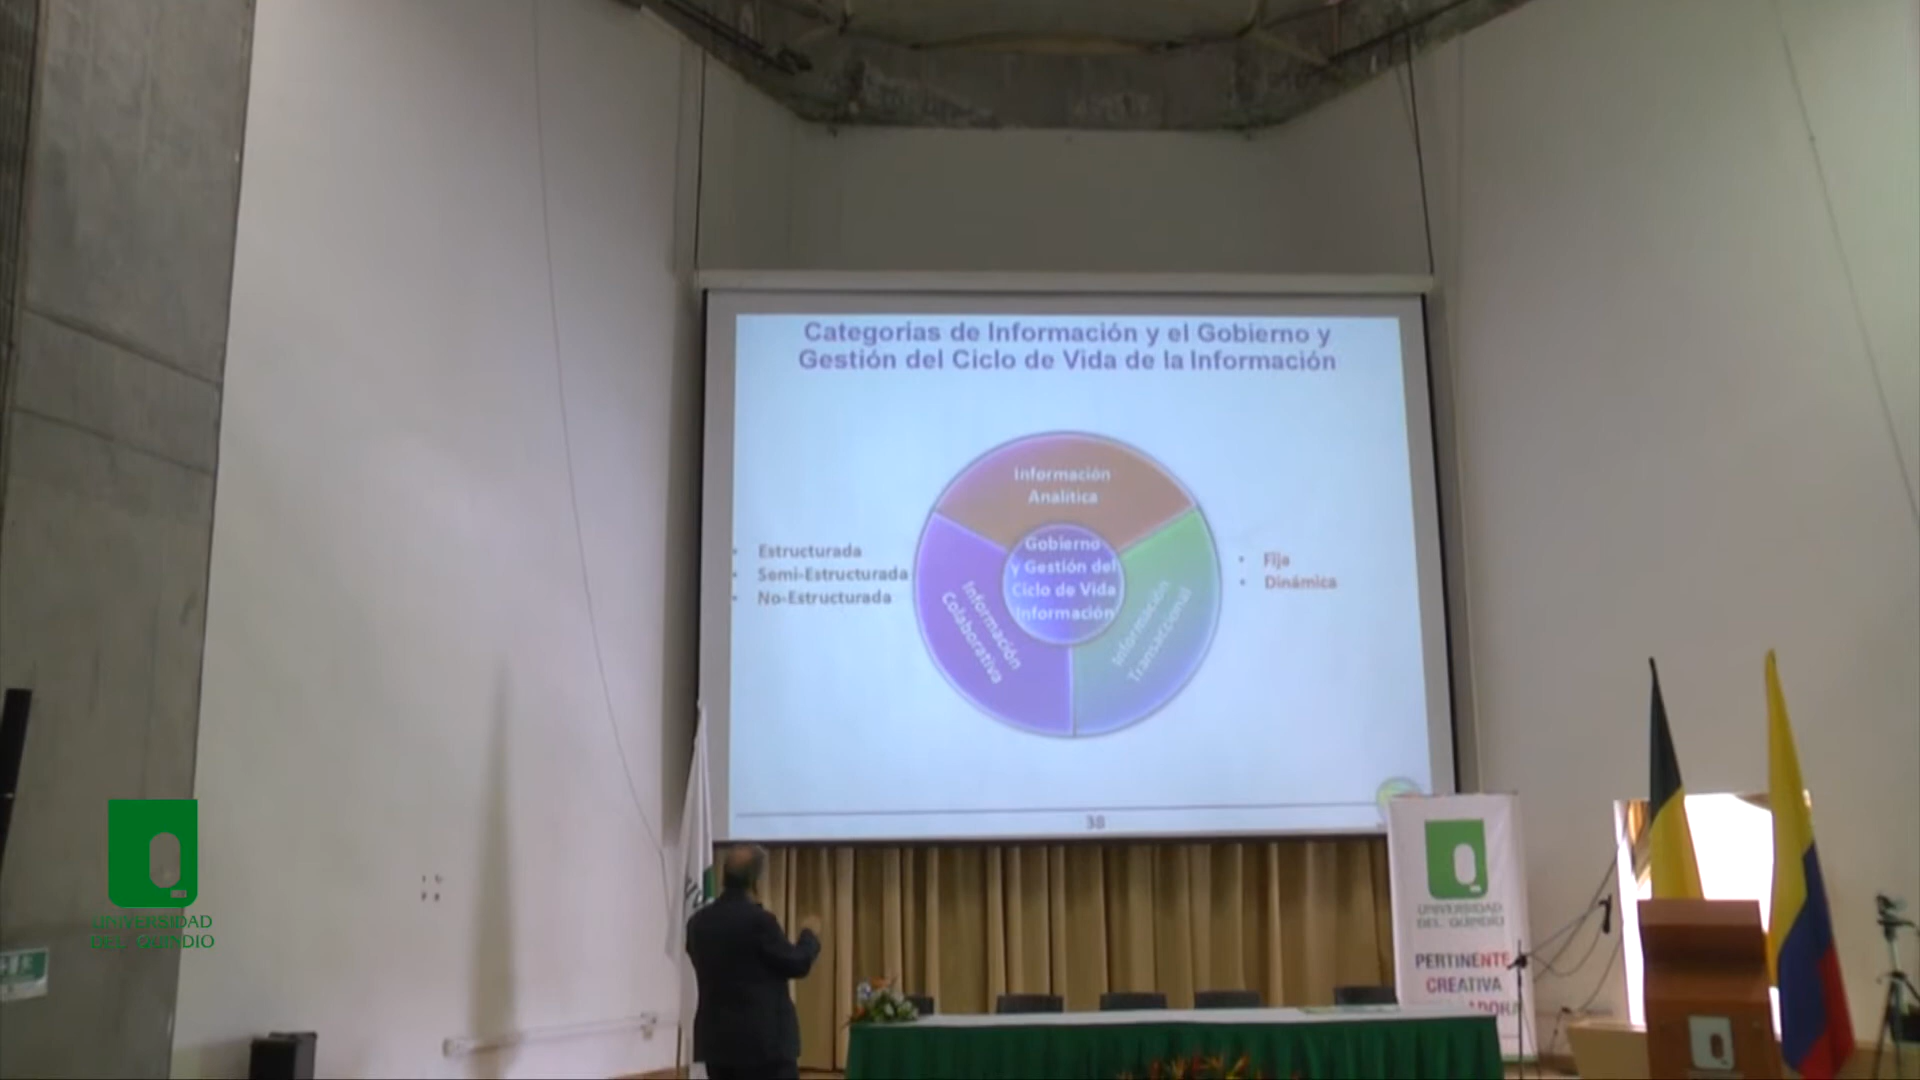 Categorias de Información y el Gobierno y
Gestión del Ciclo de Vida de la Información
Información
Analítica
Estructurada
Semi-Estructurada
No-Estructurada
Gobierno
y Gestión del
Ciclo de Vida
Información
Fija
Dinámica
Información
Colaborativa
Información
Transaccional
38
UNIVERSIDAD
DEL QUINDIO
UNIVERSIDAD
DEL QUINDIO
PERTINENTE
CREATIVA